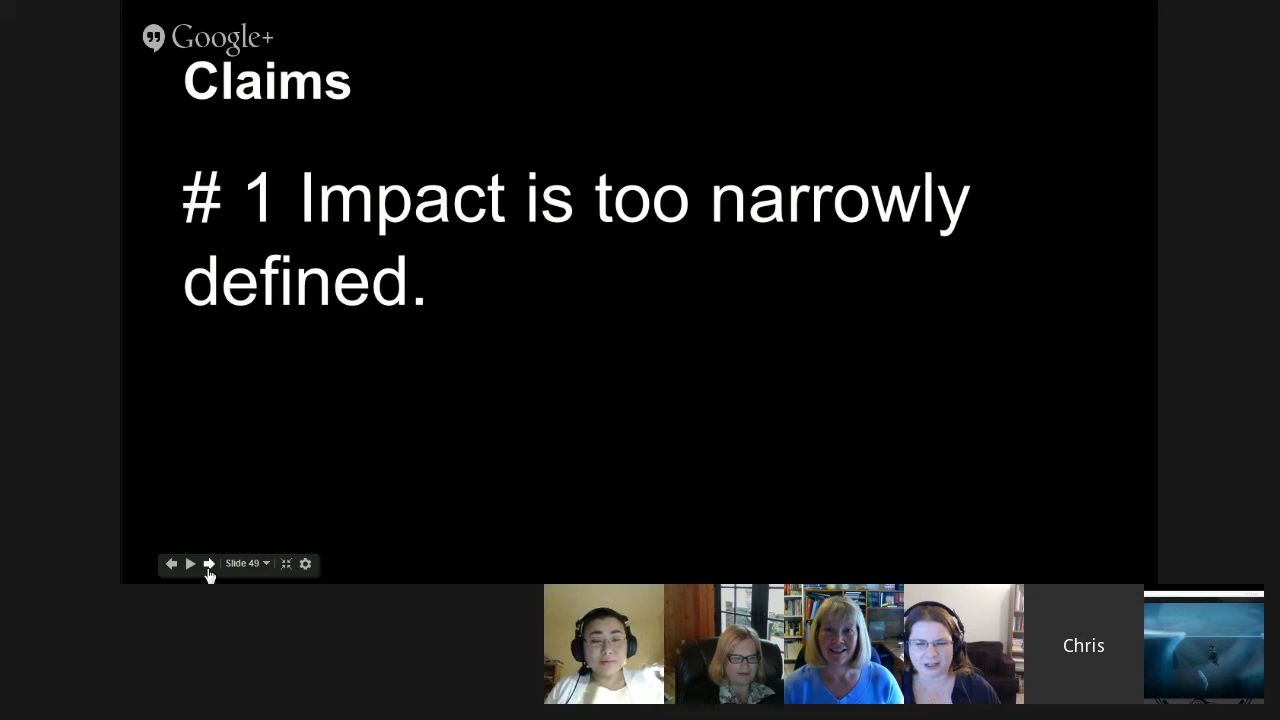 Google+
Claims
# 1 Impact is too narrowly
defined.
Slide 49
Chris